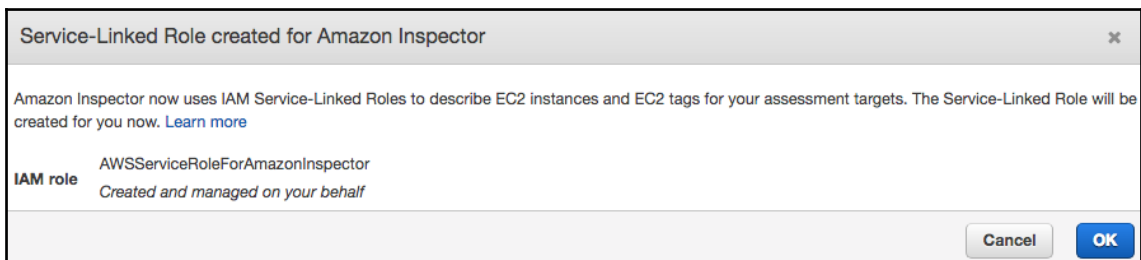 Service-Linked Role created for Amazon Inspector
Amazon Inspector now uses IAM Service-Linked Roles to describe EC2 instances and EC2 tags for your assessment targets. The Service-Linked Role will be
created for you now. Learn more
AWSServiceRoleForAmazonInspector
IAM role
Created and managed on your behalf
Cancel OK